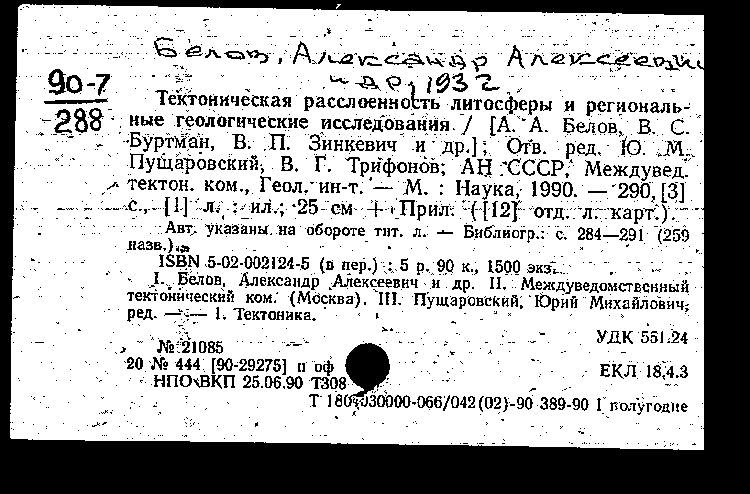 Белов, Александр Алексеевич
и др., 1932
90-7
288
Тектоническая расслоенность литосферы и региональ-
ные геологические исследования / [А. А. Белов, В. С.
Буртман, В. П. Зинкевич и др.]; Отв. ред. Ю. М.
Пущаровский, В. Г. Трифонов; АН СССР, Междувед.
тектон. ком., Геол. ин-т. — М. : Наука, 1990. — 290, [3]
с., [1] л. : ил.; 25 см + Прил. ([12] отд. л. карт.).
Авт. указаны на обороте тит. л. — Библиогр.: с. 284—291 (259
назв.).
ISBN 5-02-002124-5 (в пер.) : 5 р. 90 к., 1500 экз.
I. Белов, Александр Алексеевич и др. II. Междуведомственный
тектонический ком. (Москва). III. Пущаровский, Юрий Михайлович,
ред. — — 1. Тектоника.
УДК 551.24
№ 21085
20 № 444 [90-29275] п оф
ЕКЛ 18.4.3
НПО ВКП 25.06.90 Т308
Т 1804030000-066/042(02)-90 389-90 I полугодие